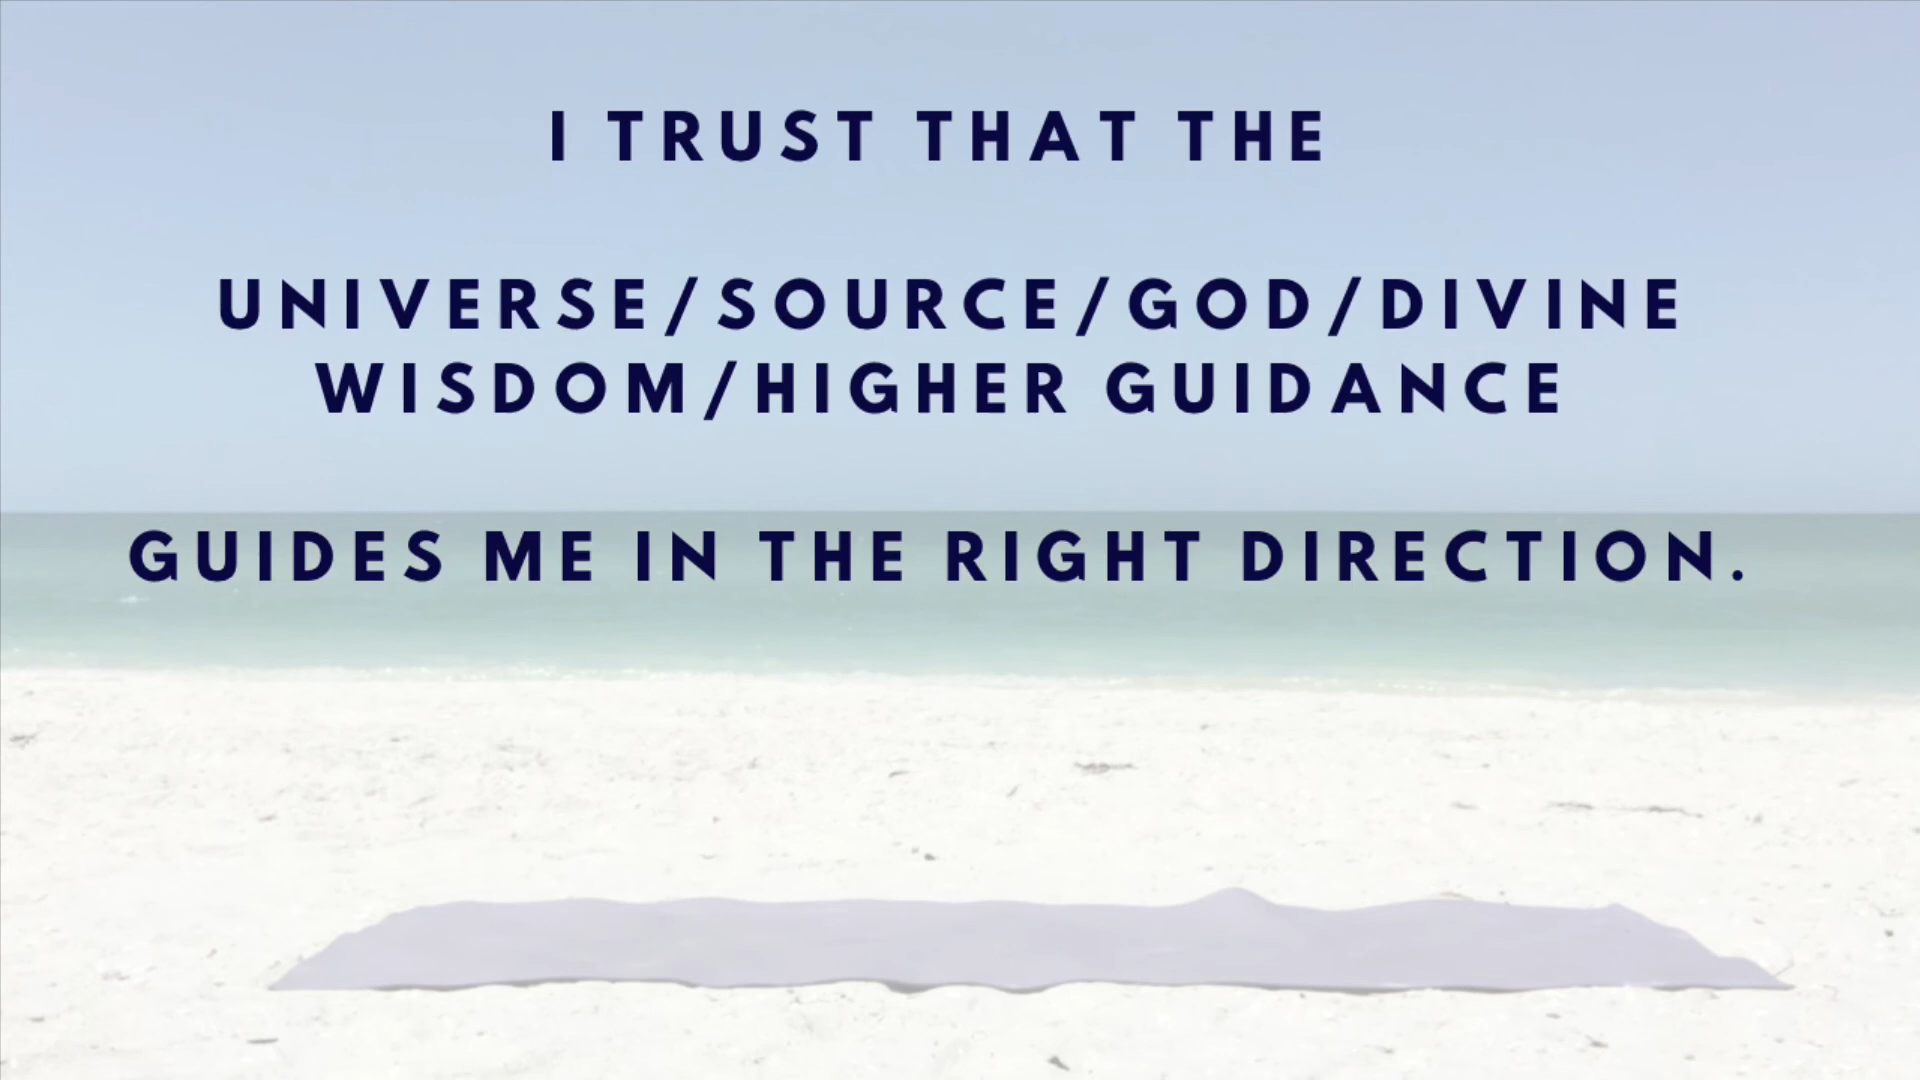 I TRUST THAT THE
UNIVERSE/SOURCE/GOD/DIVINE
WISDOM/HIGHER GUIDANCE
GUIDES ME IN THE RIGHT DIRECTION.